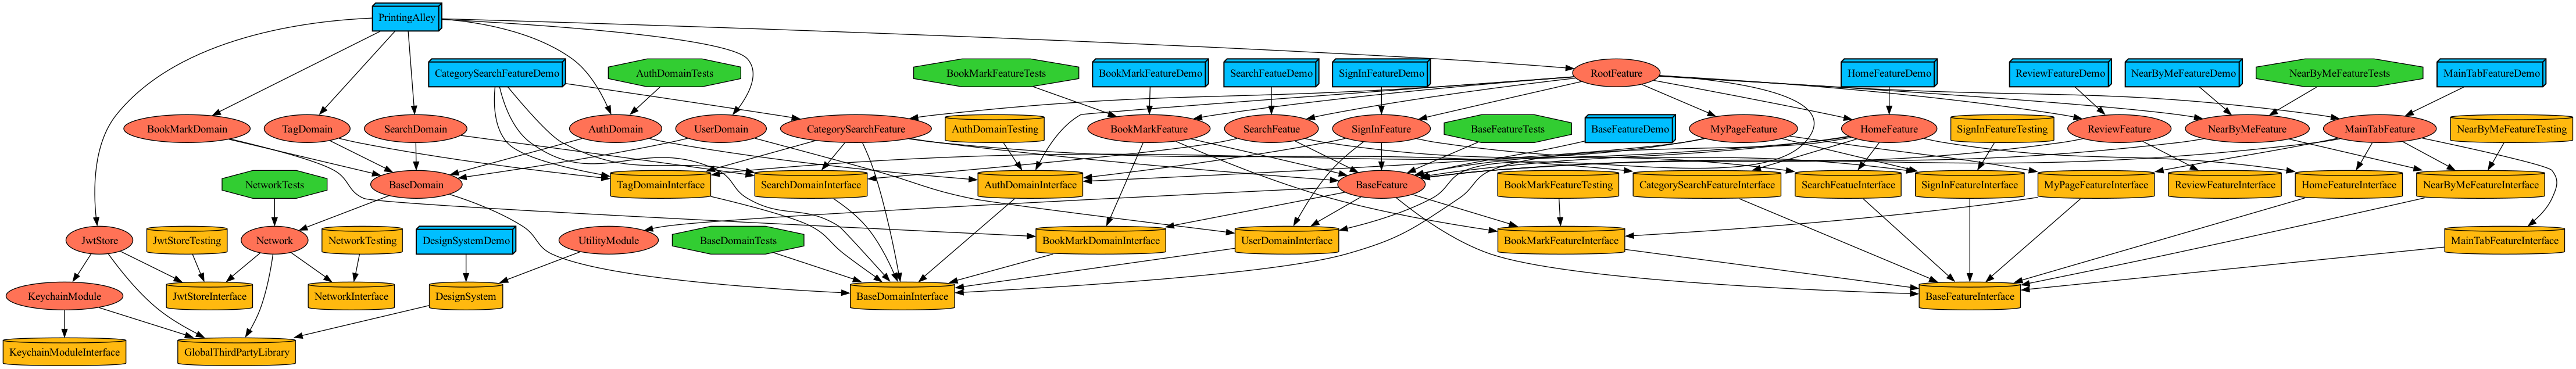 PrintingAlley
CategorySearchFeatureDemo
AuthDomainTests
BookMarkFeatureTests
BookMarkFeatureDemo
SearchFeatueDemo
SignInFeatureDemo
RootFeature
HomeFeatureDemo
ReviewFeatureDemo
NearByMeFeatureDemo
NearByMeFeatureTests
MainTabFeatureDemo
BookMarkDomain
TagDomain
SearchDomain
AuthDomain
UserDomain
CategorySearchFeature
AuthDomainTesting
BookMarkFeature
SearchFeatue
SignInFeature
BaseFeatureTests
BaseFeatureDemo
MyPageFeature
HomeFeature
SignInFeatureTesting
ReviewFeature
NearByMeFeature
MainTabFeature
NearByMeFeatureTesting
NetworkTests
BaseDomain
TagDomainInterface
SearchDomainInterface
AuthDomainInterface
BaseFeature
BookMarkFeatureTesting
CategorySearchFeatureInterface
SearchFeatueInterface
SignInFeatureInterface
MyPageFeatureInterface
ReviewFeatureInterface
HomeFeatureInterface
NearByMeFeatureInterface
JwtStore
JwtStoreTesting
Network
NetworkTesting
DesignSystemDemo
UtilityModule
BaseDomainTests
BookMarkDomainInterface
UserDomainInterface
BookMarkFeatureInterface
MainTabFeatureInterface
KeychainModule
JwtStoreInterface
NetworkInterface
DesignSystem
BaseDomainInterface
BaseFeatureInterface
KeychainModuleInterface
GlobalThirdPartyLibrary